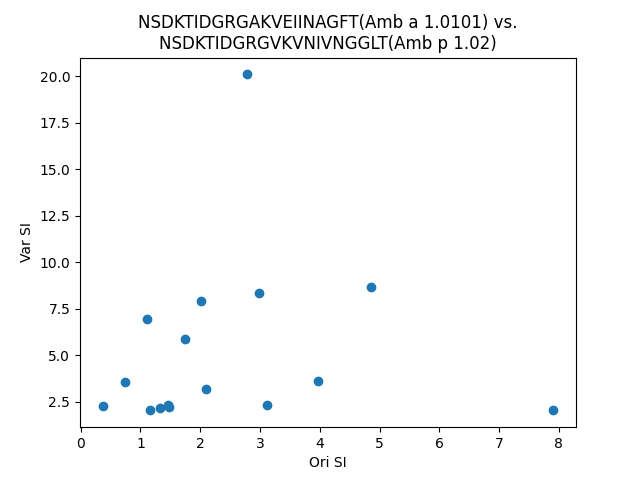 NSDKTIDGRGAKVEIINAGFT(Amb a 1.0101) vs.
NSDKTIDGRGVKVNIVNGGLT(Amb p 1.02)
20.0
17.5
15.0
12.5
10.0
7.5
5.0
2.5
Var SI
0 1 2 3 4 5 6 7 8
Ori SI